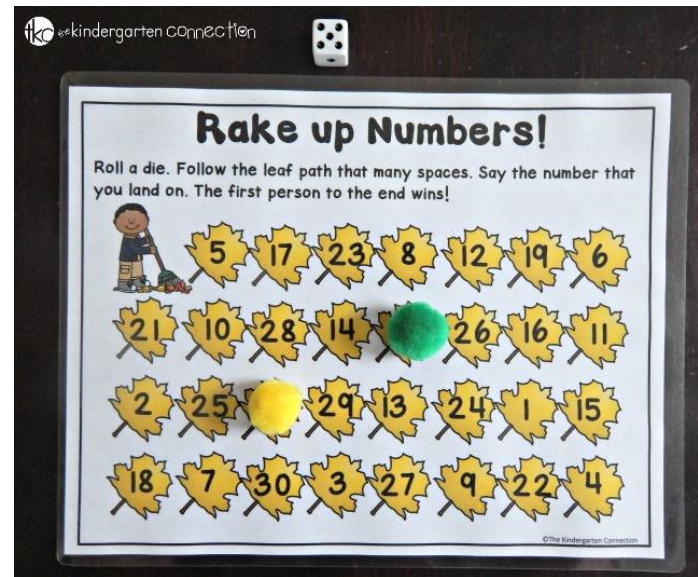 tkc the kindergarten connection
Rake up Numbers!
Roll a die. Follow the leaf path that many spaces. Say the number that
you land on. The first person to the end wins!
5 17 23 8 12 19 6
21 10 28 14 26 16 11
2 25 29 13 24 1 15
18 7 30 3 27 9 22 4
©The Kindergarten Connection